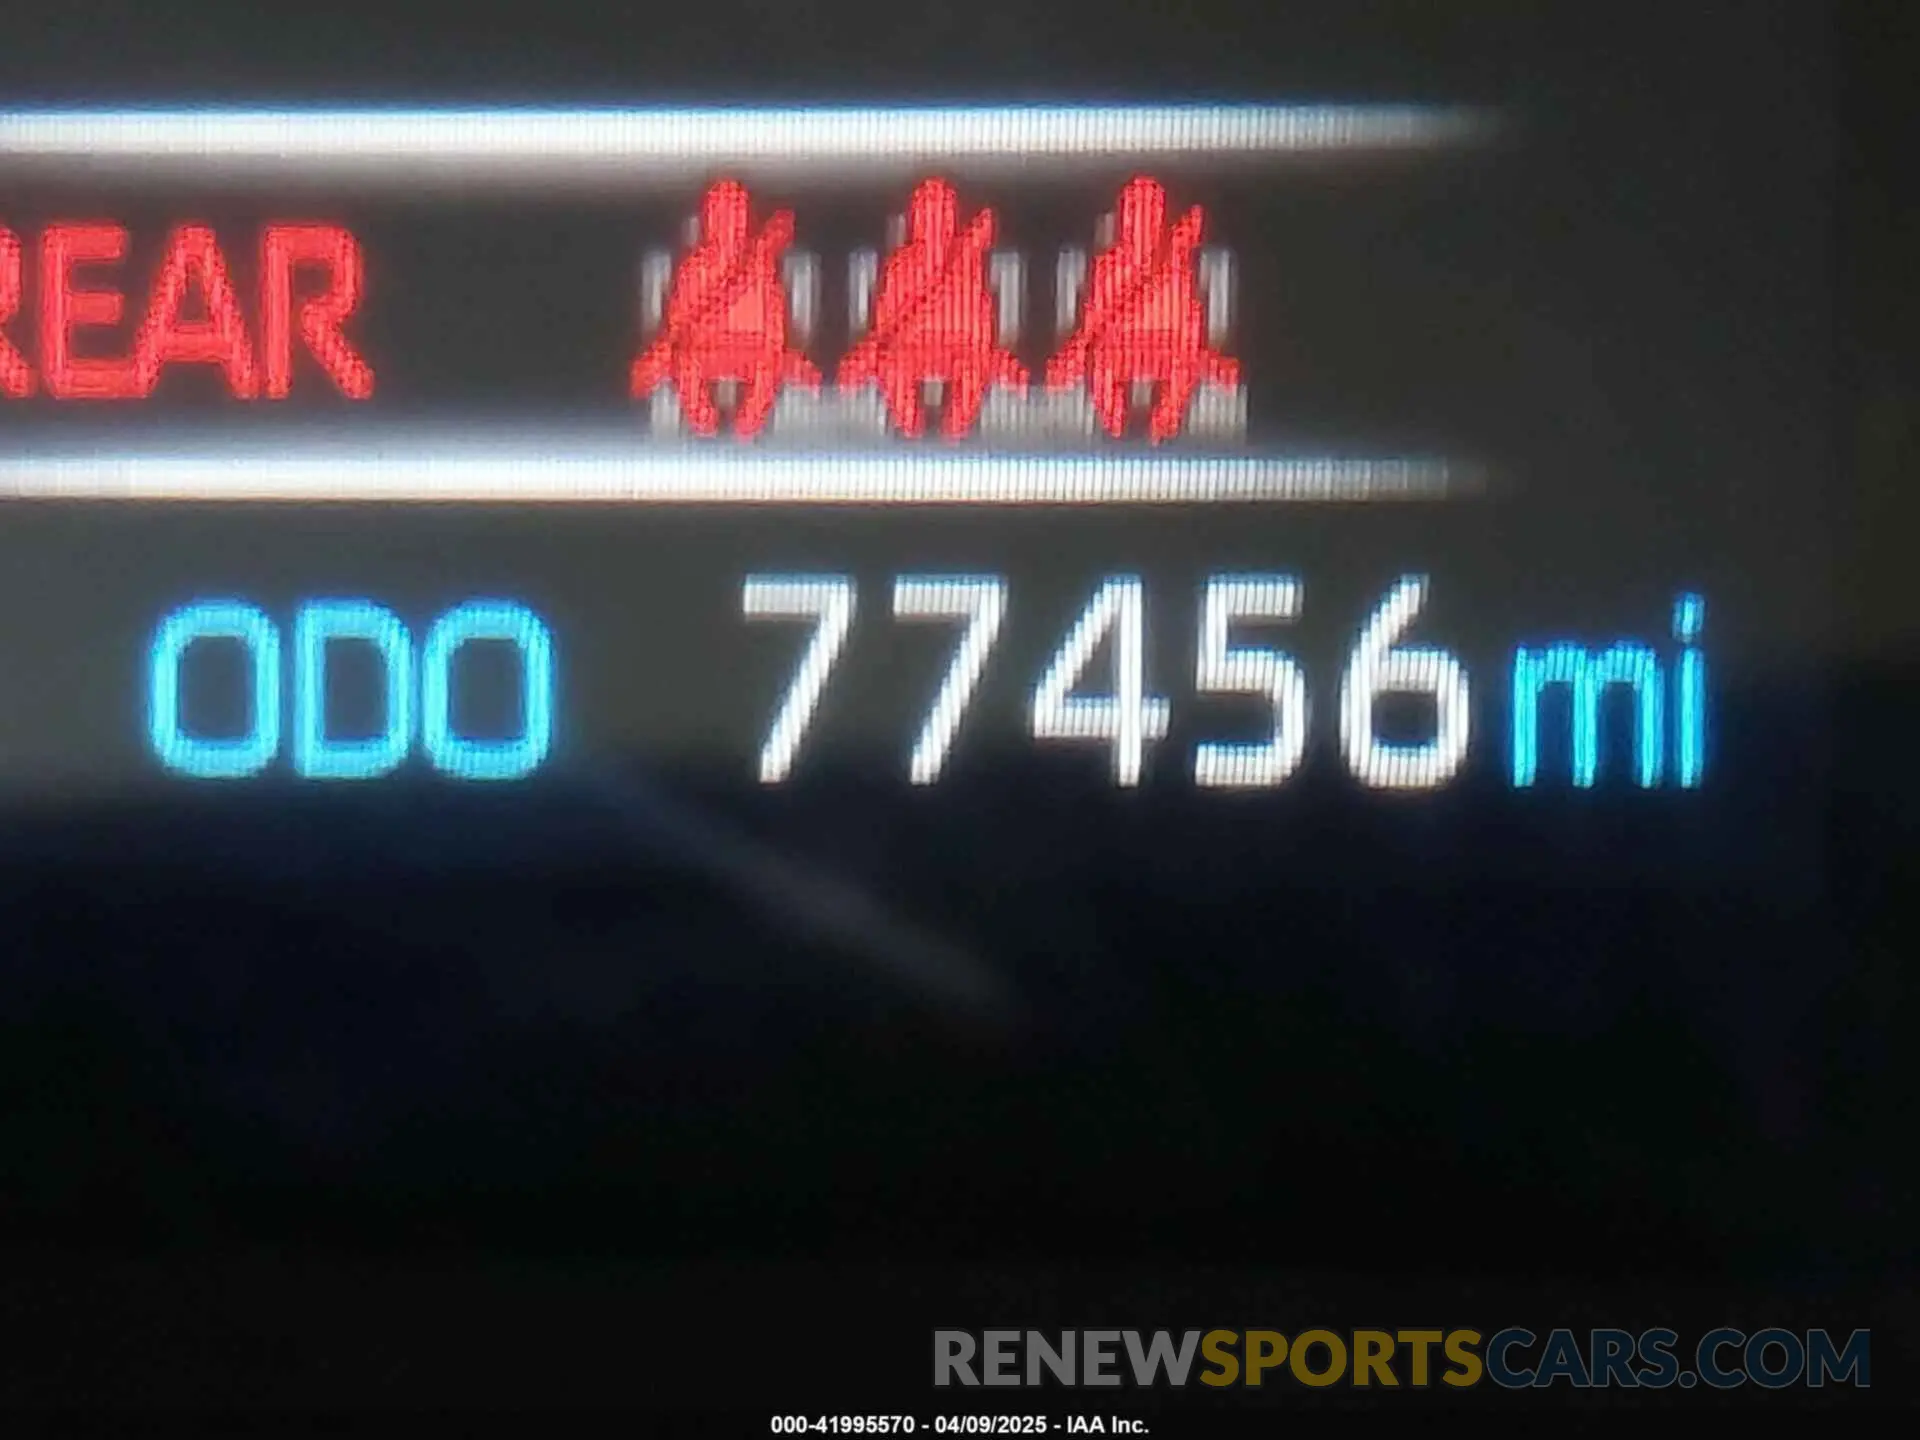 REAR
ODO 77456 mi
RENEWSPORTSCARS.COM
000-41995570 - 04/09/2025 - IAA Inc.